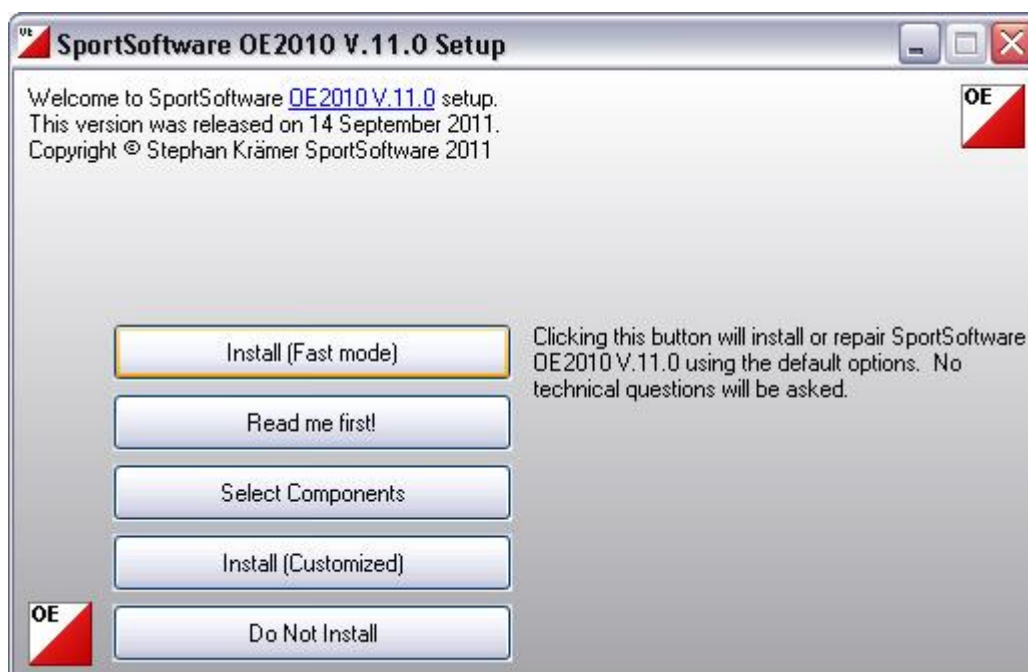 OE SportSoftware OE2010 V.11.0 Setup
Welcome to SportSoftware OE2010 V.11.0 setup.
This version was released on 14 September 2011.
Copyright © Stephan Krämer SportSoftware 2011
OE
Install (Fast mode)
Clicking this button will install or repair SportSoftware
OE2010 V.11.0 using the default options. No
technical questions will be asked.
Read me first!
Select Components
Install (Customized)
OE
Do Not Install